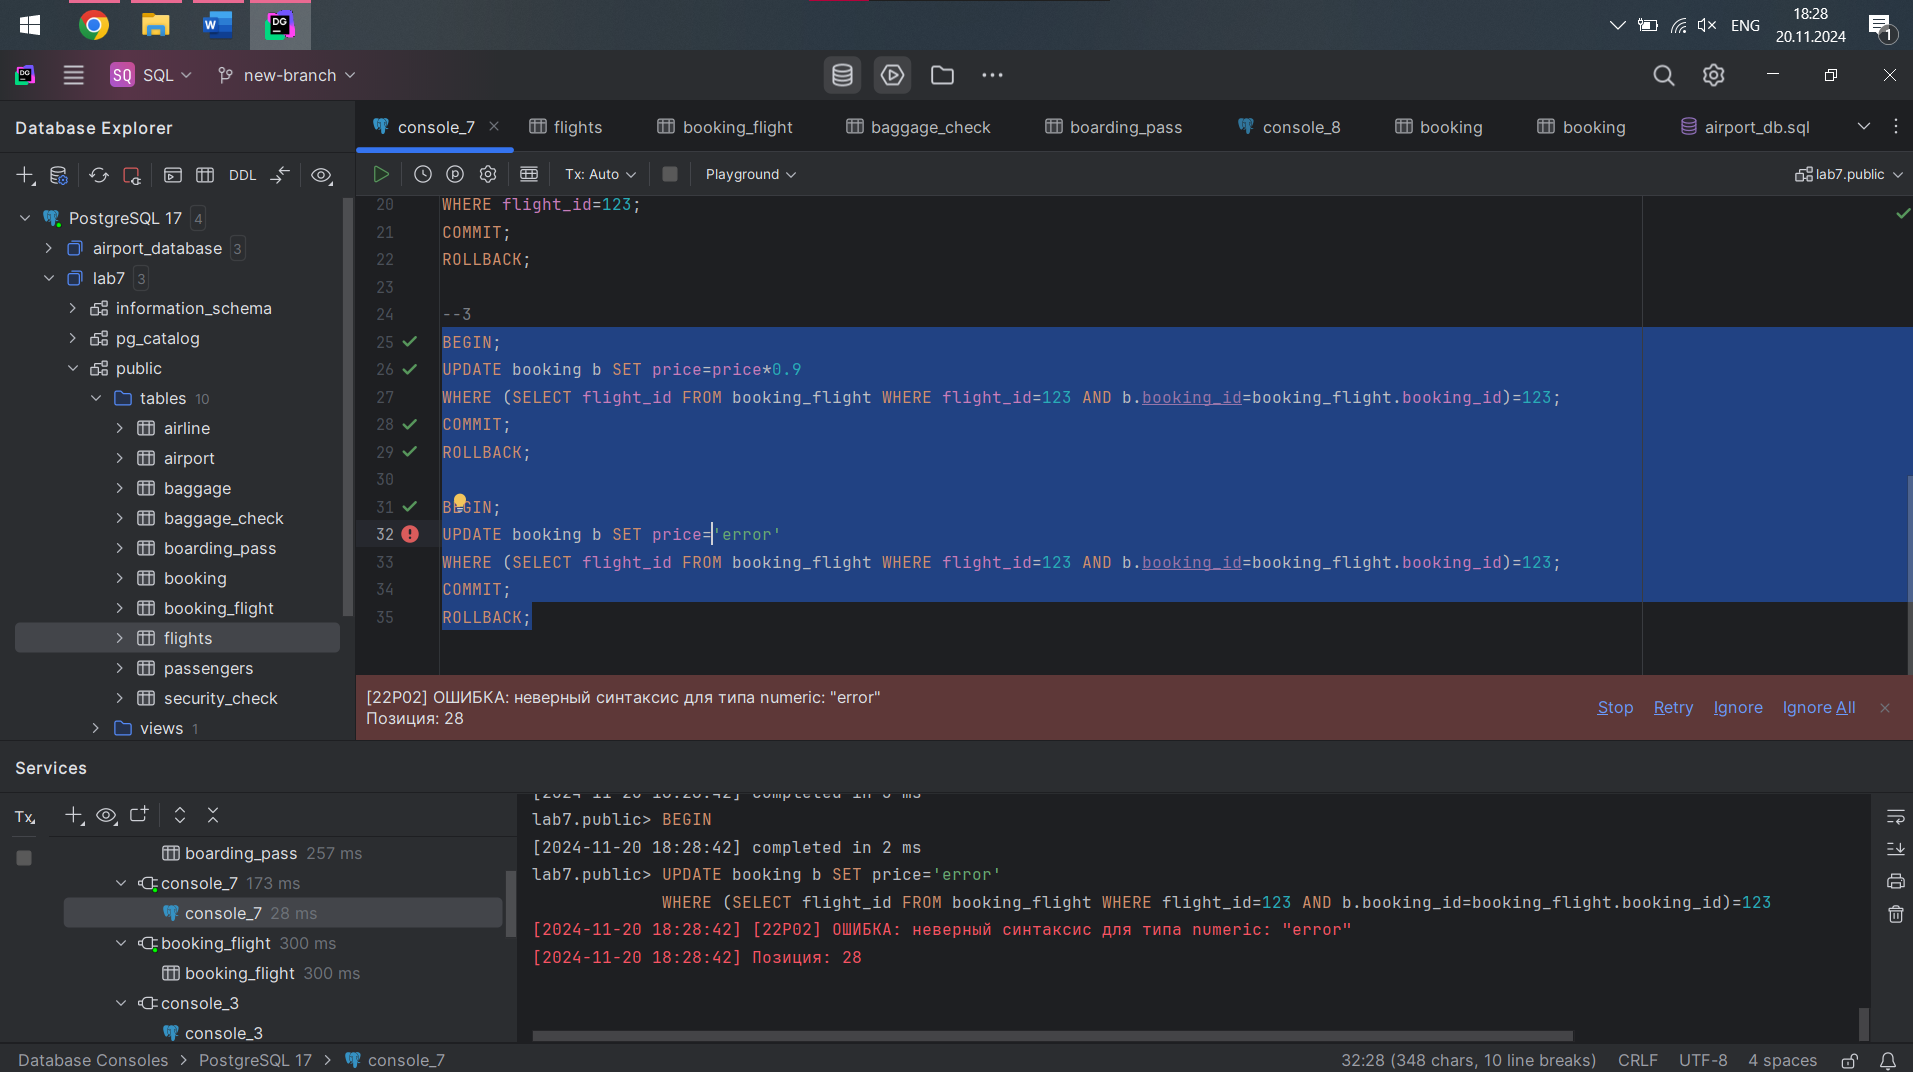 ENG
18:28
20.11.2024
1
SQ SQL
new-branch
Database Explorer
console_7
flights
booking_flight
baggage_check
boarding_pass
console_8
booking
booking
airport_db.sql
DDL
Tx: Auto
Playground
lab7.public
PostgreSQL 17 4
airport_database 3
lab7 3
information_schema
pg_catalog
public
tables 10
airline
airport
baggage
baggage_check
boarding_pass
booking
booking_flight
flights
passengers
security_check
views 1
20 WHERE flight_id=123;
21 COMMIT;
22 ROLLBACK;
23
24 --3
25 BEGIN;
26 UPDATE booking b SET price=price*0.9
27 WHERE (SELECT flight_id FROM booking_flight WHERE flight_id=123 AND b.booking_id=booking_flight.booking_id)=123;
28 COMMIT;
29 ROLLBACK;
30
31 BEGIN;
32 UPDATE booking b SET price='error'
33 WHERE (SELECT flight_id FROM booking_flight WHERE flight_id=123 AND b.booking_id=booking_flight.booking_id)=123;
34 COMMIT;
35 ROLLBACK;
[22P02] ОШИБКА: неверный синтаксис для типа numeric: "error"
Позиция: 28
Stop Retry Ignore Ignore All
Services
Tx
boarding_pass 257 ms
console_7 173 ms
console_7 28 ms
booking_flight 300 ms
booking_flight 300 ms
console_3
console_3
lab7.public> BEGIN
[2024-11-20 18:28:42] completed in 2 ms
lab7.public> UPDATE booking b SET price='error'
WHERE (SELECT flight_id FROM booking_flight WHERE flight_id=123 AND b.booking_id=booking_flight.booking_id)=123
[2024-11-20 18:28:42] [22P02] ОШИБКА: неверный синтаксис для типа numeric: "error"
[2024-11-20 18:28:42] Позиция: 28
Database Consoles > PostgreSQL 17 > console_7
32:28 (348 chars, 10 line breaks) CRLF UTF-8 4 spaces